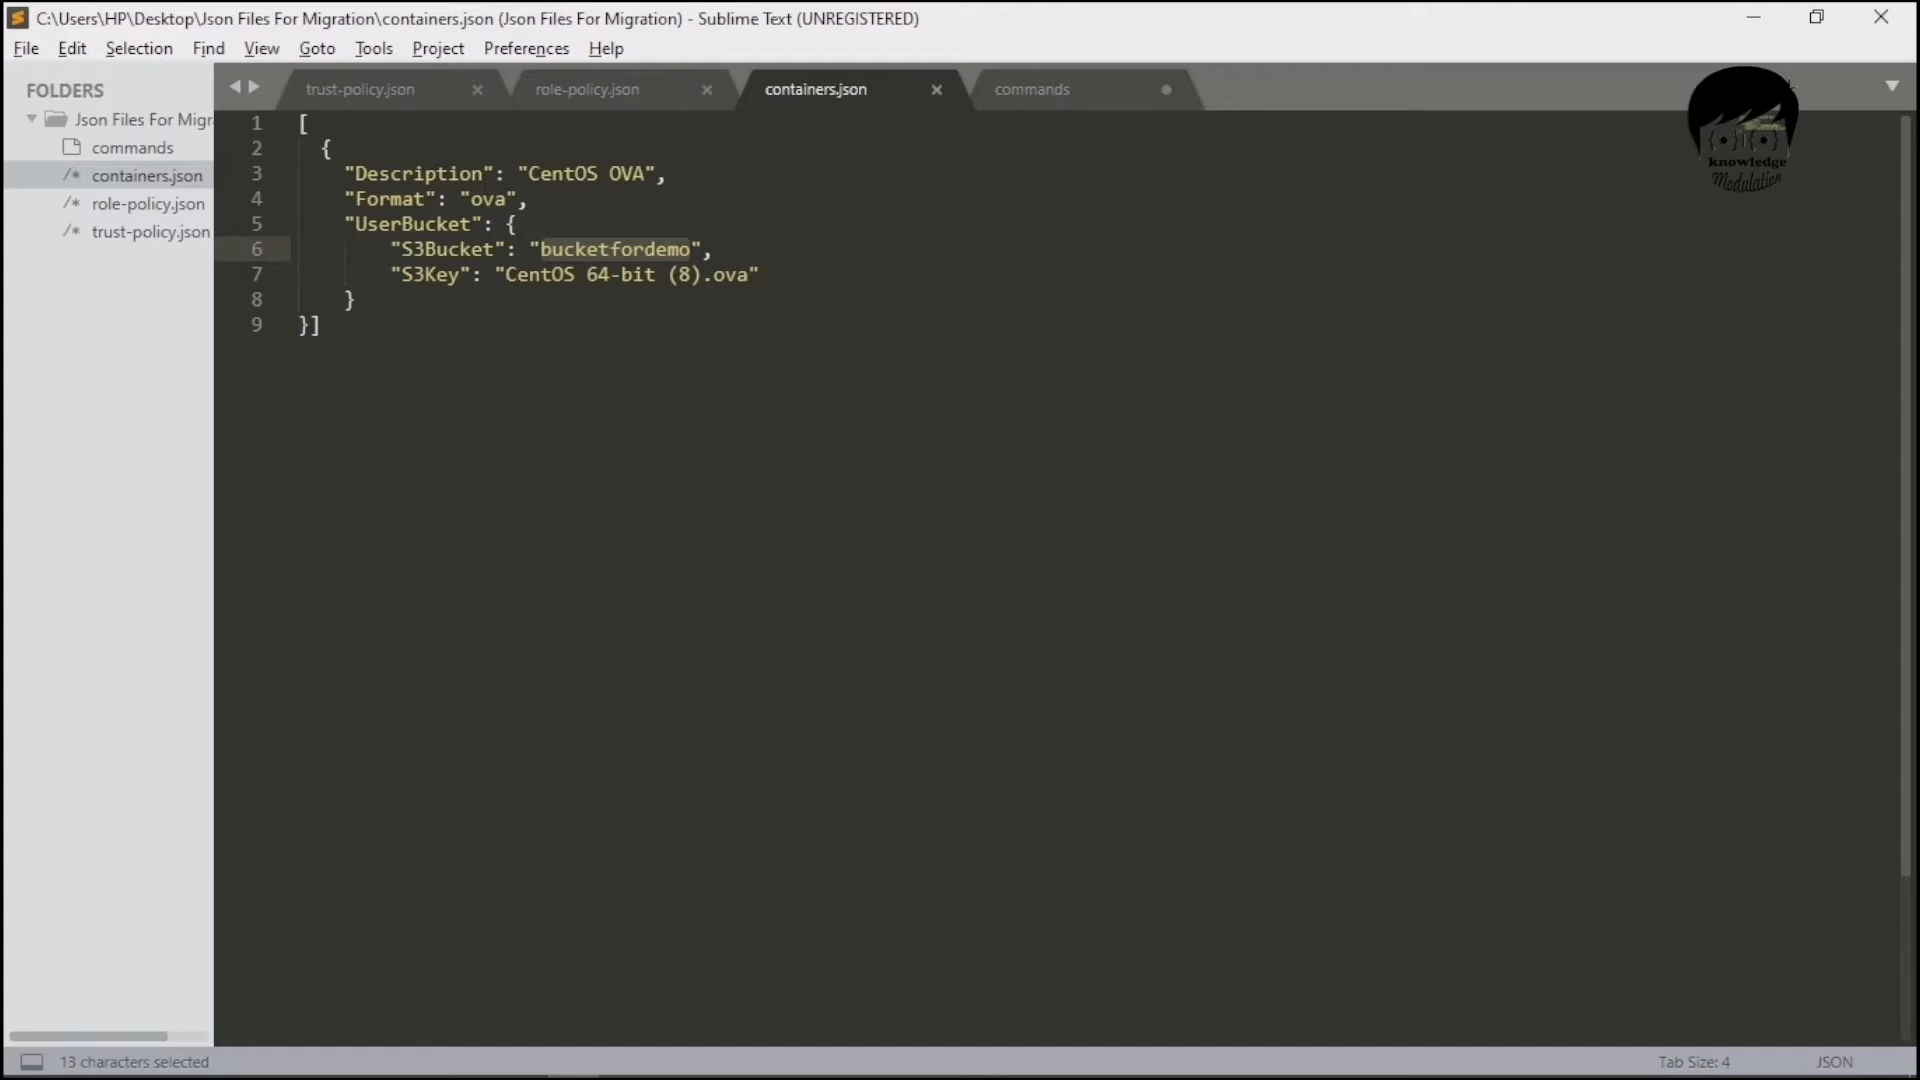 C:\Users\HP\Desktop\Json Files For Migration\containers.json (Json Files For Migration) - Sublime Text (UNREGISTERED)
File Edit Selection Find View Goto Tools Project Preferences Help
FOLDERS
Json Files For Migr
commands
/* containers.json
/* role-policy.json
/* trust-policy.json
trust-policy.json role-policy.json containers.json commands
1 [
2 {
3 "Description": "CentOS OVA",
4 "Format": "ova",
5 "UserBucket": {
6 "S3Bucket": "bucketfordemo",
7 "S3Key": "CentOS 64-bit (8).ova"
8 }
9 }]
knowledge
Modulation
13 characters selected Tab Size: 4 JSON